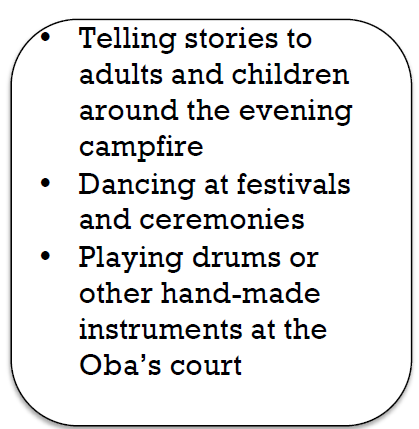 • Telling stories to
adults and children
around the evening
campfire
• Dancing at festivals
and ceremonies
• Playing drums or
other hand-made
instruments at the
Oba's court